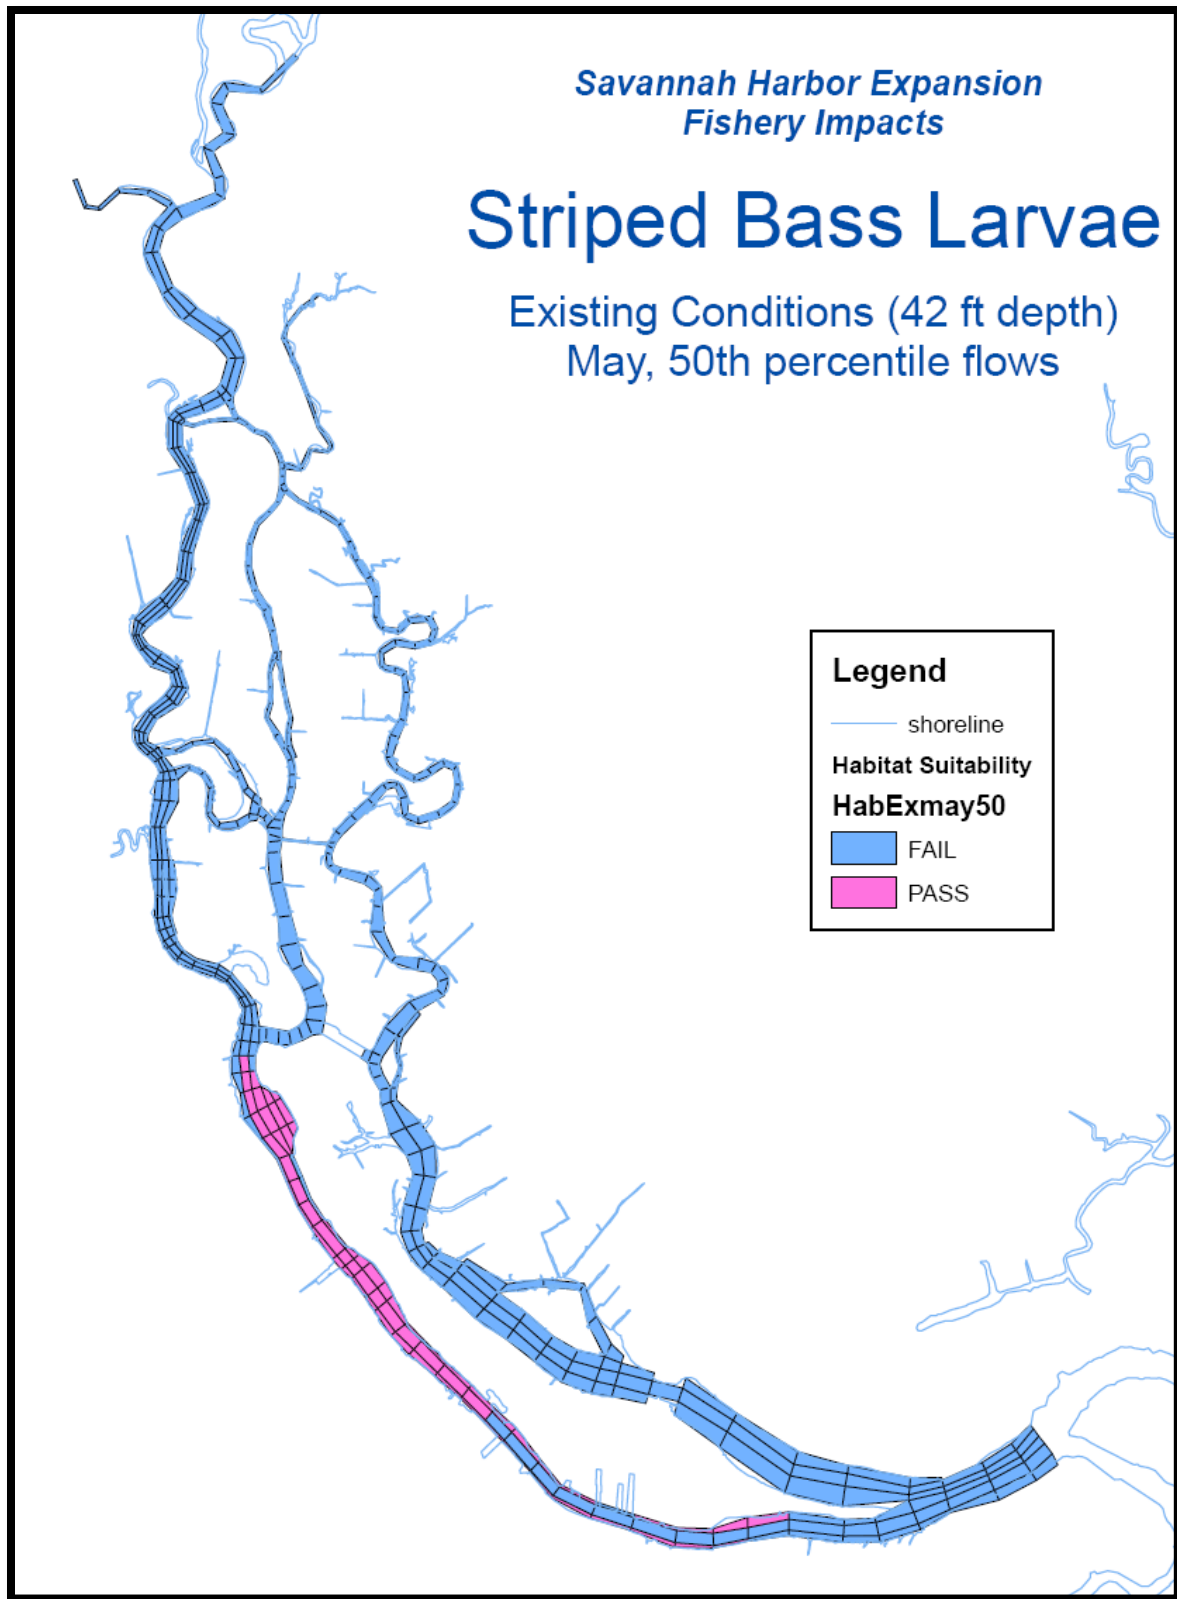 Savannah Harbor Expansion
Fishery Impacts
Striped Bass Larvae
Existing Conditions (42 ft depth)
May, 50th percentile flows
Legend
shoreline
Habitat Suitability
HabExmay50
FAIL
PASS